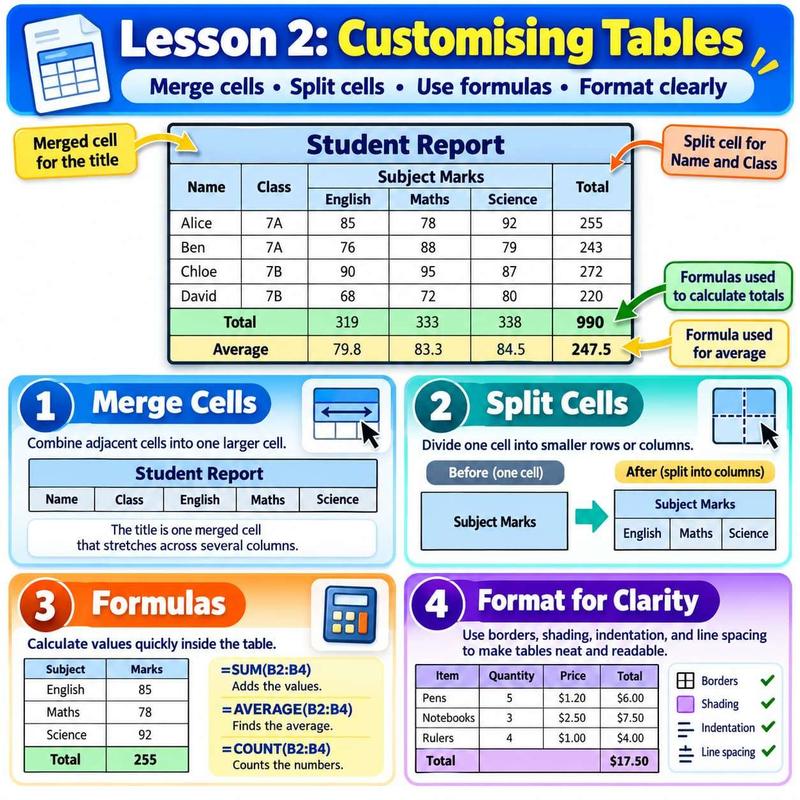 Lesson 2: Customising Tables
Merge cells • Split cells • Use formulas • Format clearly
Merged cell
for the title
Student Report
Split cell for
Name and Class
Name Class Subject Marks Total
English Maths Science
Alice 7A 85 78 92 255
Ben 7A 76 88 79 243
Chloe 7B 90 95 87 272
David 7B 68 72 80 220
Total 319 333 338 990
Average 79.8 83.3 84.5 247.5
Formulas used
to calculate totals
Formula used
for average
1 Merge Cells
Combine adjacent cells into one larger cell.
Student Report
Name Class English Maths Science
The title is one merged cell
that stretches across several columns.
2 Split Cells
Divide one cell into smaller rows or columns.
Before (one cell)
Subject Marks
After (split into columns)
Subject Marks
English Maths Science
3 Formulas
Calculate values quickly inside the table.
Subject Marks
English 85
Maths 78
Science 92
Total 255
=SUM(B2:B4)
Adds the values.
=AVERAGE(B2:B4)
Finds the average.
=COUNT(B2:B4)
Counts the numbers.
4 Format for Clarity
Use borders, shading, indentation, and line spacing
to make tables neat and readable.
Item Quantity Price Total
Pens 5 $1.20 $6.00
Notebooks 3 $2.50 $7.50
Rulers 4 $1.00 $4.00
Total $17.50
Borders
Shading
Indentation
Line spacing